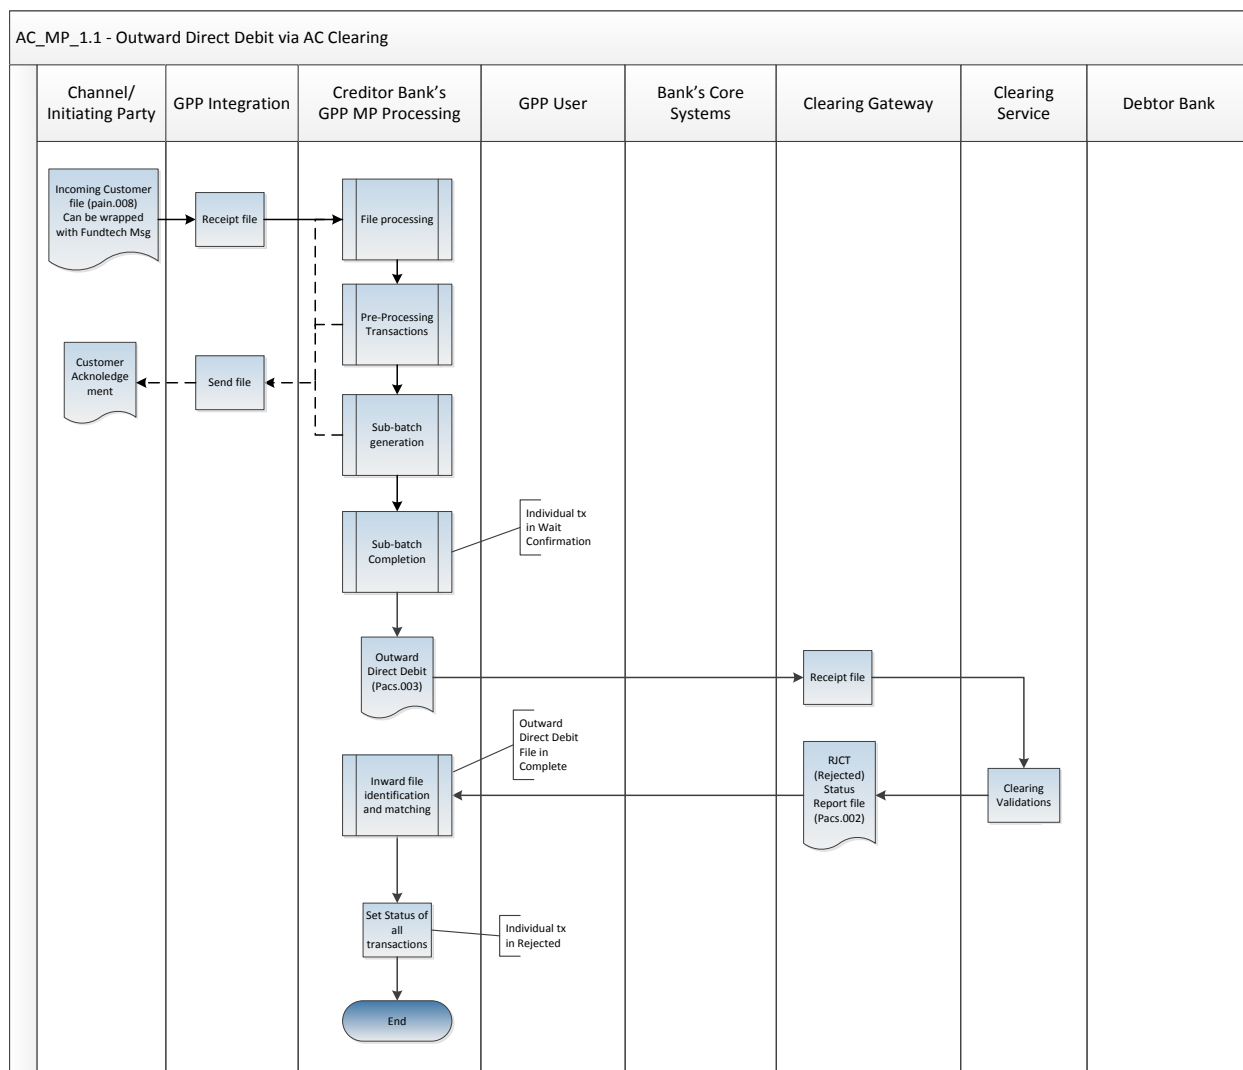 AC_MP_1.1 - Outward Direct Debit via AC Clearing
Channel/
Initiating Party
GPP Integration
Creditor Bank’s
GPP MP Processing
GPP User
Bank’s Core
Systems
Clearing Gateway
Clearing
Service
Debtor Bank
Incoming Customer
file (pain.008)
Can be wrapped
with Fundtech Msg
Receipt file
File processing
Pre-Processing
Transactions
Customer
Acknoledge
ment
Send file
Sub-batch
generation
Sub-batch
Completion
Individual tx
in Wait
Confirmation
Outward
Direct Debit
(Pacs.003)
Receipt file
Outward
Direct Debit
File in
Complete
Inward file
identification
and matching
RJCT
(Rejected)
Status
Report file
(Pacs.002)
Clearing
Validations
Set Status of
all
transactions
Individual tx
in Rejected
End